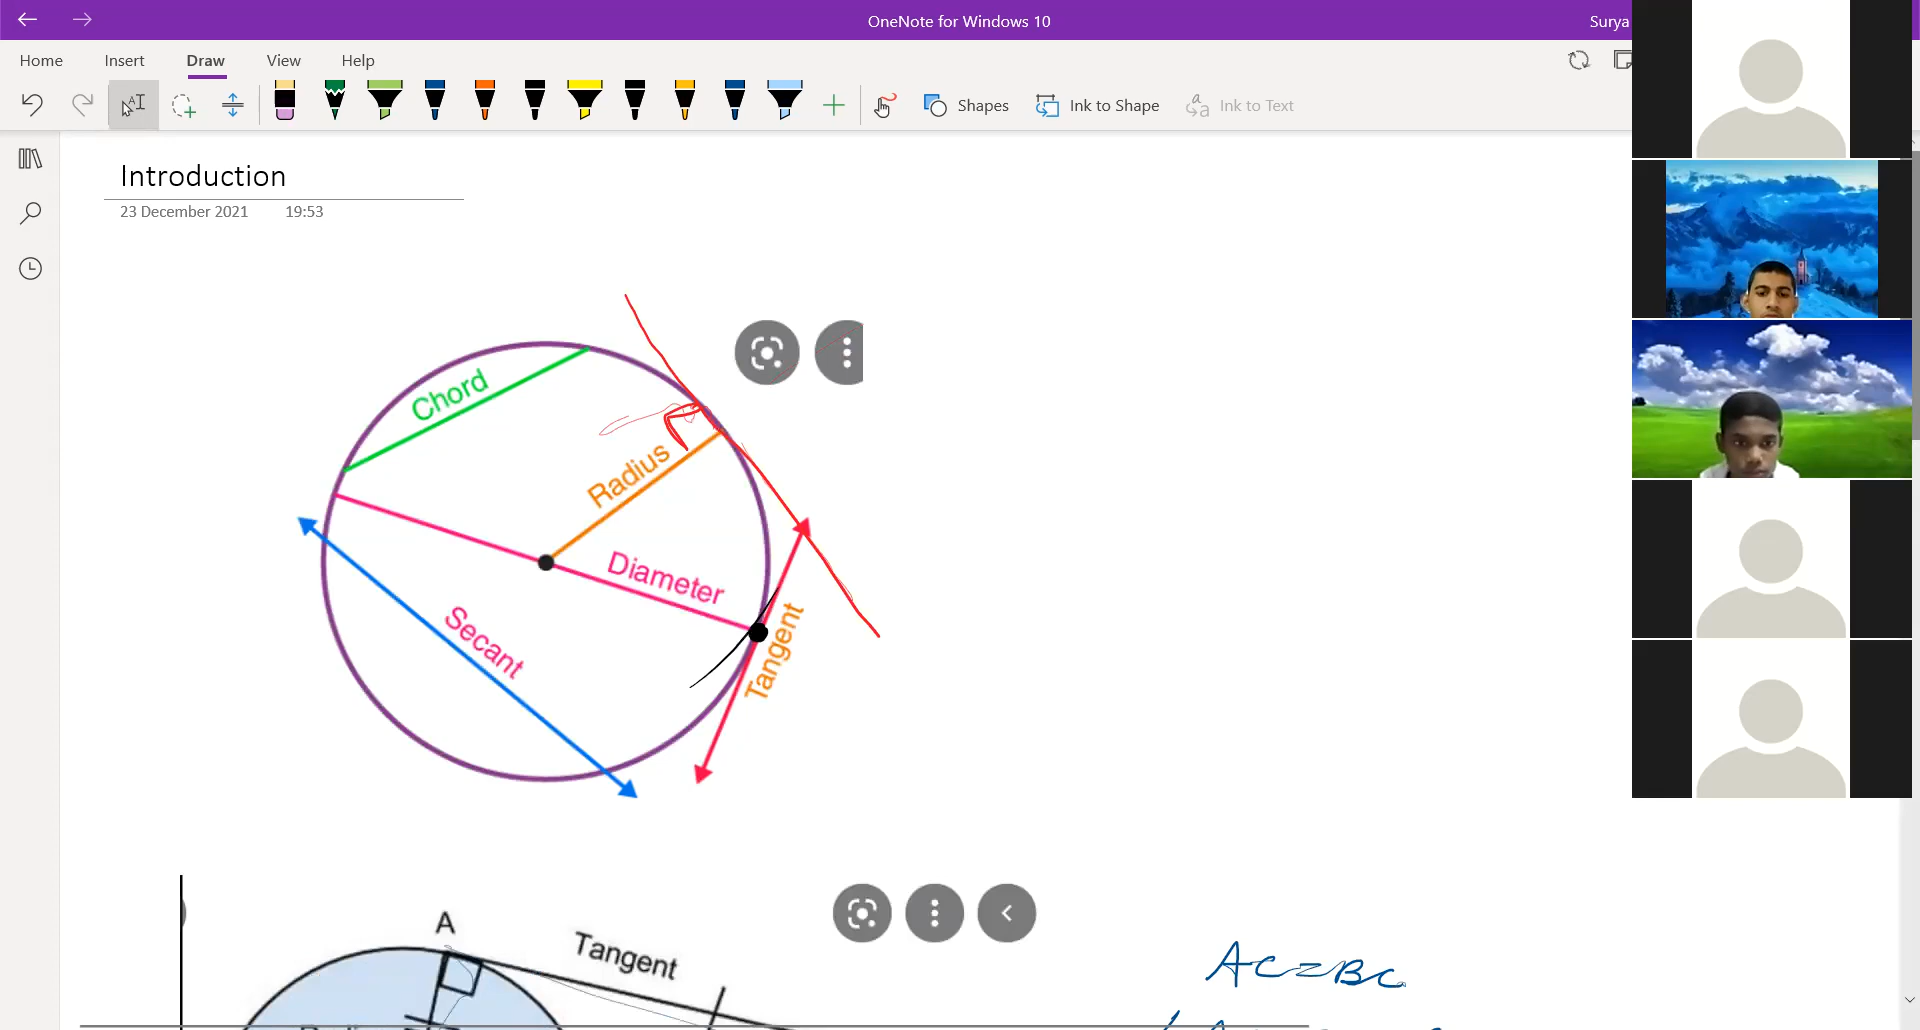 OneNote for Windows 10
Surya
Home Insert Draw View Help
Shapes Ink to Shape Ink to Text
Introduction
23 December 2021 19:53
Chord
Radius
Diameter
Secant
Tangent
A
Tangent
AC=BC